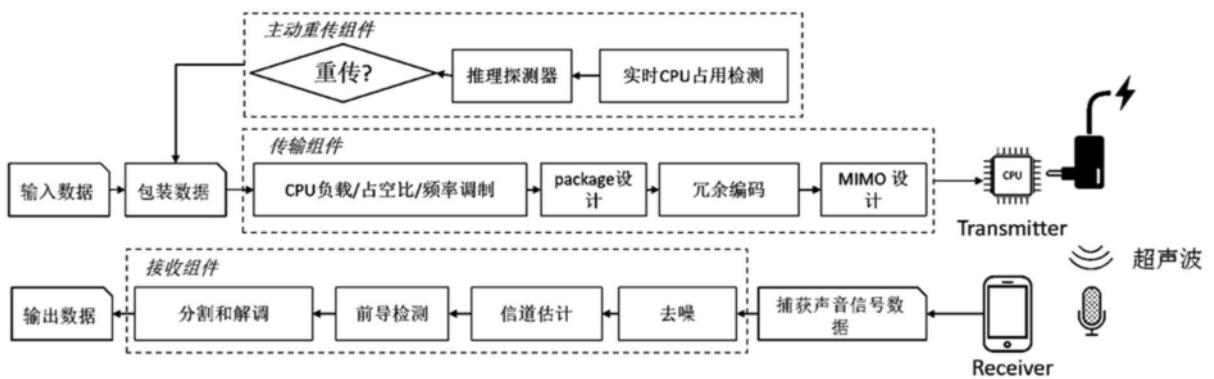 主动重传组件
重传?
推理探测器
实时CPU占用检测
传输组件
输入数据
包装数据
CPU负载/占空比/频率调制
package设
计
冗余编码
MIMO 设
计
CPU
Transmitter
超声波
接收组件
输出数据
分割和解调
前导检测
信道估计
去噪
捕获声音信号数
据
Receiver